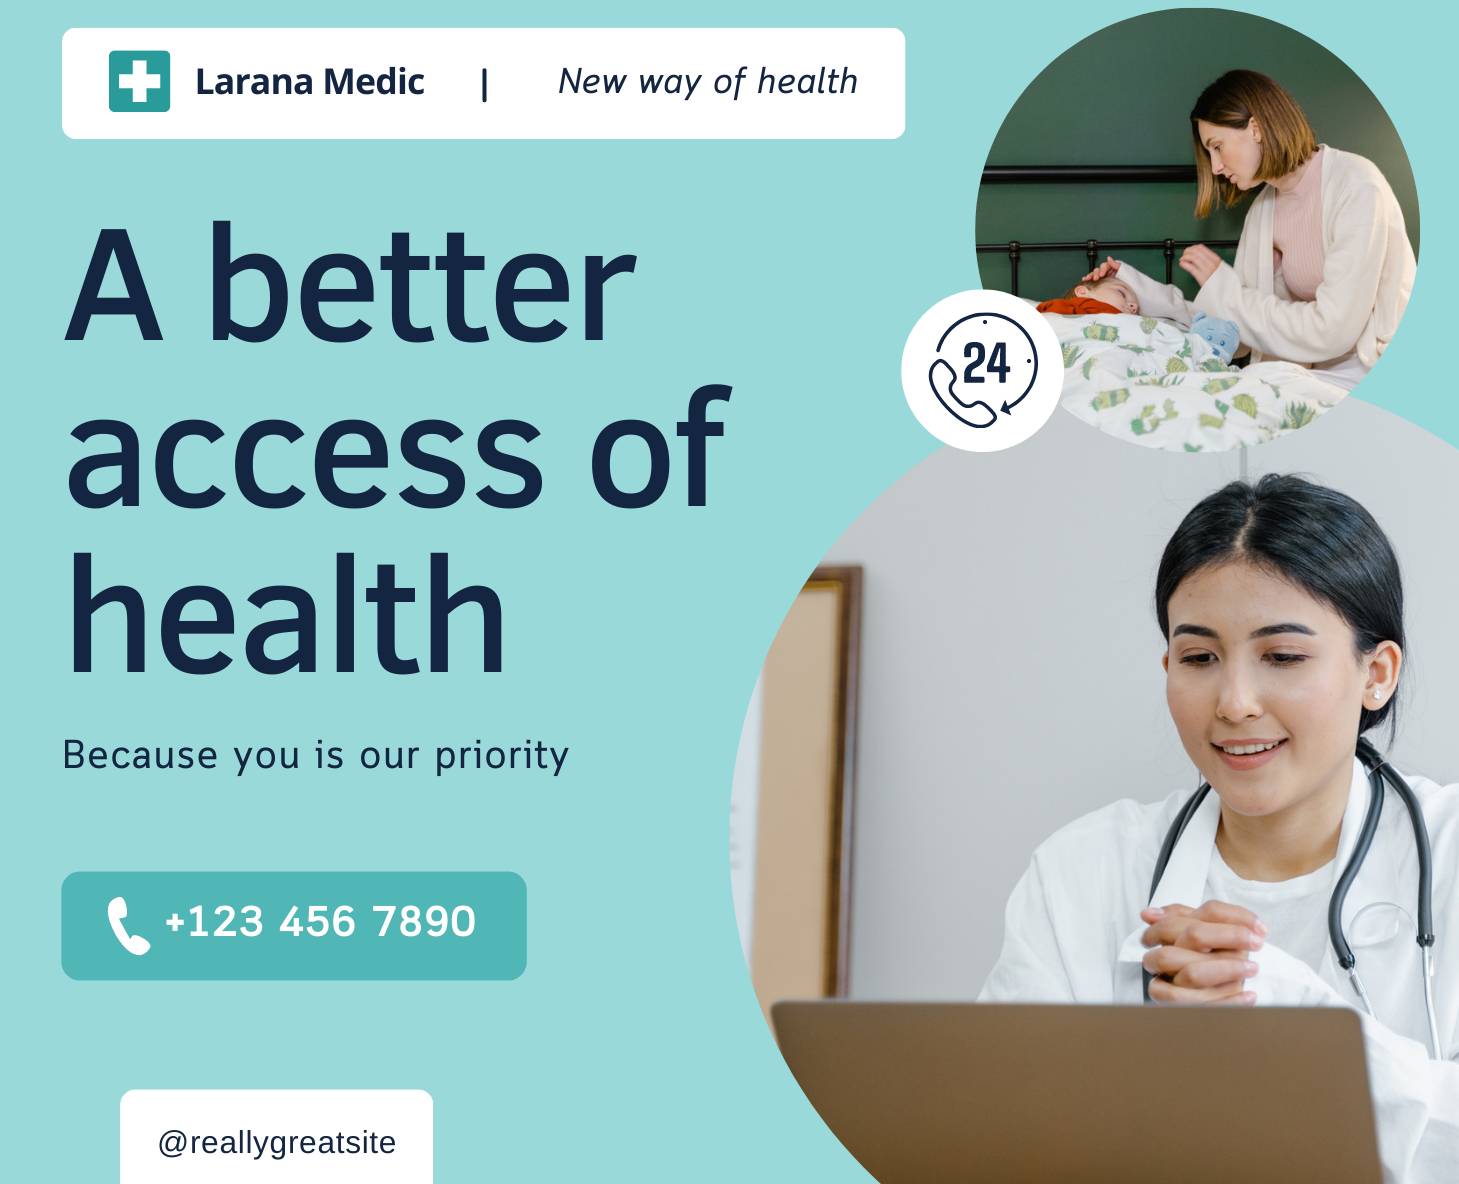 Larana Medic | New way of health
A better
access of
health
24
Because you is our priority
+123 456 7890
@reallygreatsite